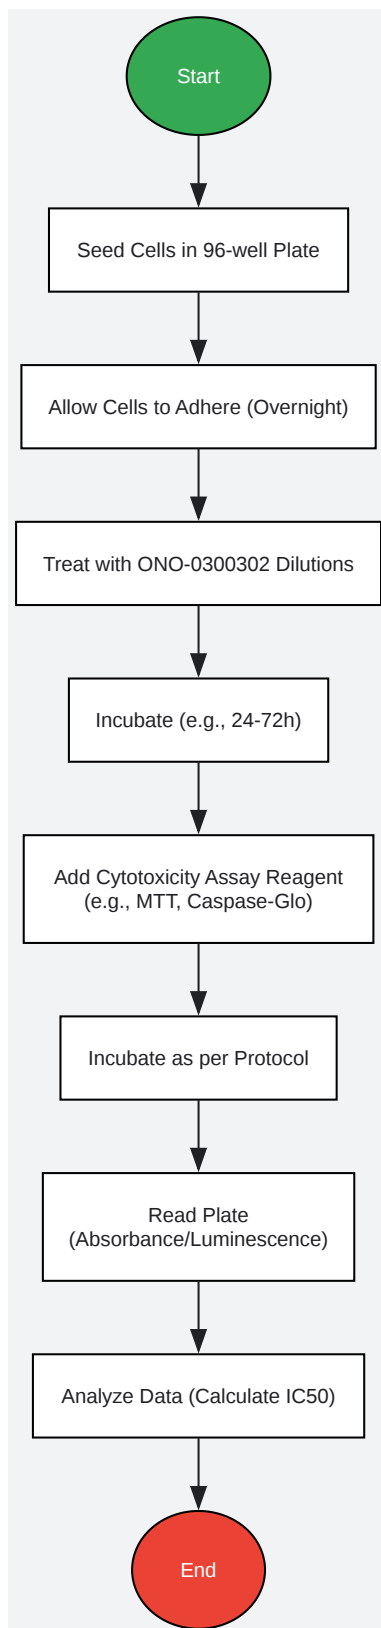 Start
Seed Cells in 96-well Plate
Allow Cells to Adhere (Overnight)
Treat with ONO-0300302 Dilutions
Incubate (e.g., 24-72h)
Add Cytotoxicity Assay Reagent
(e.g., MTT, Caspase-Glo)
Incubate as per Protocol
Read Plate
(Absorbance/Luminescence)
Analyze Data (Calculate IC50)
End